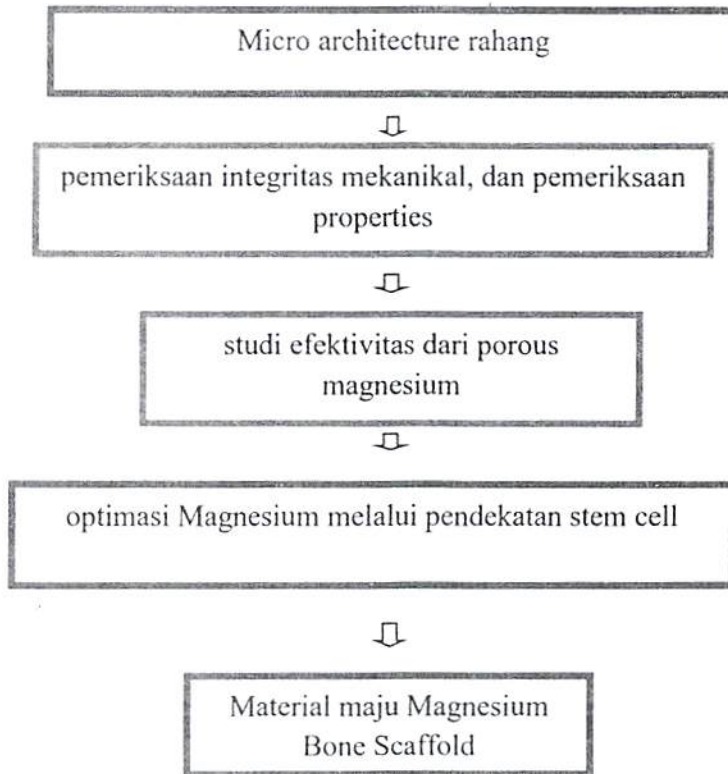 Micro architecture rahang
pemeriksaan integritas mekanikal, dan pemeriksaan
properties
studi efektivitas dari porous
magnesium
optimasi Magnesium melalui pendekatan stem cell
Material maju Magnesium
Bone Scaffold